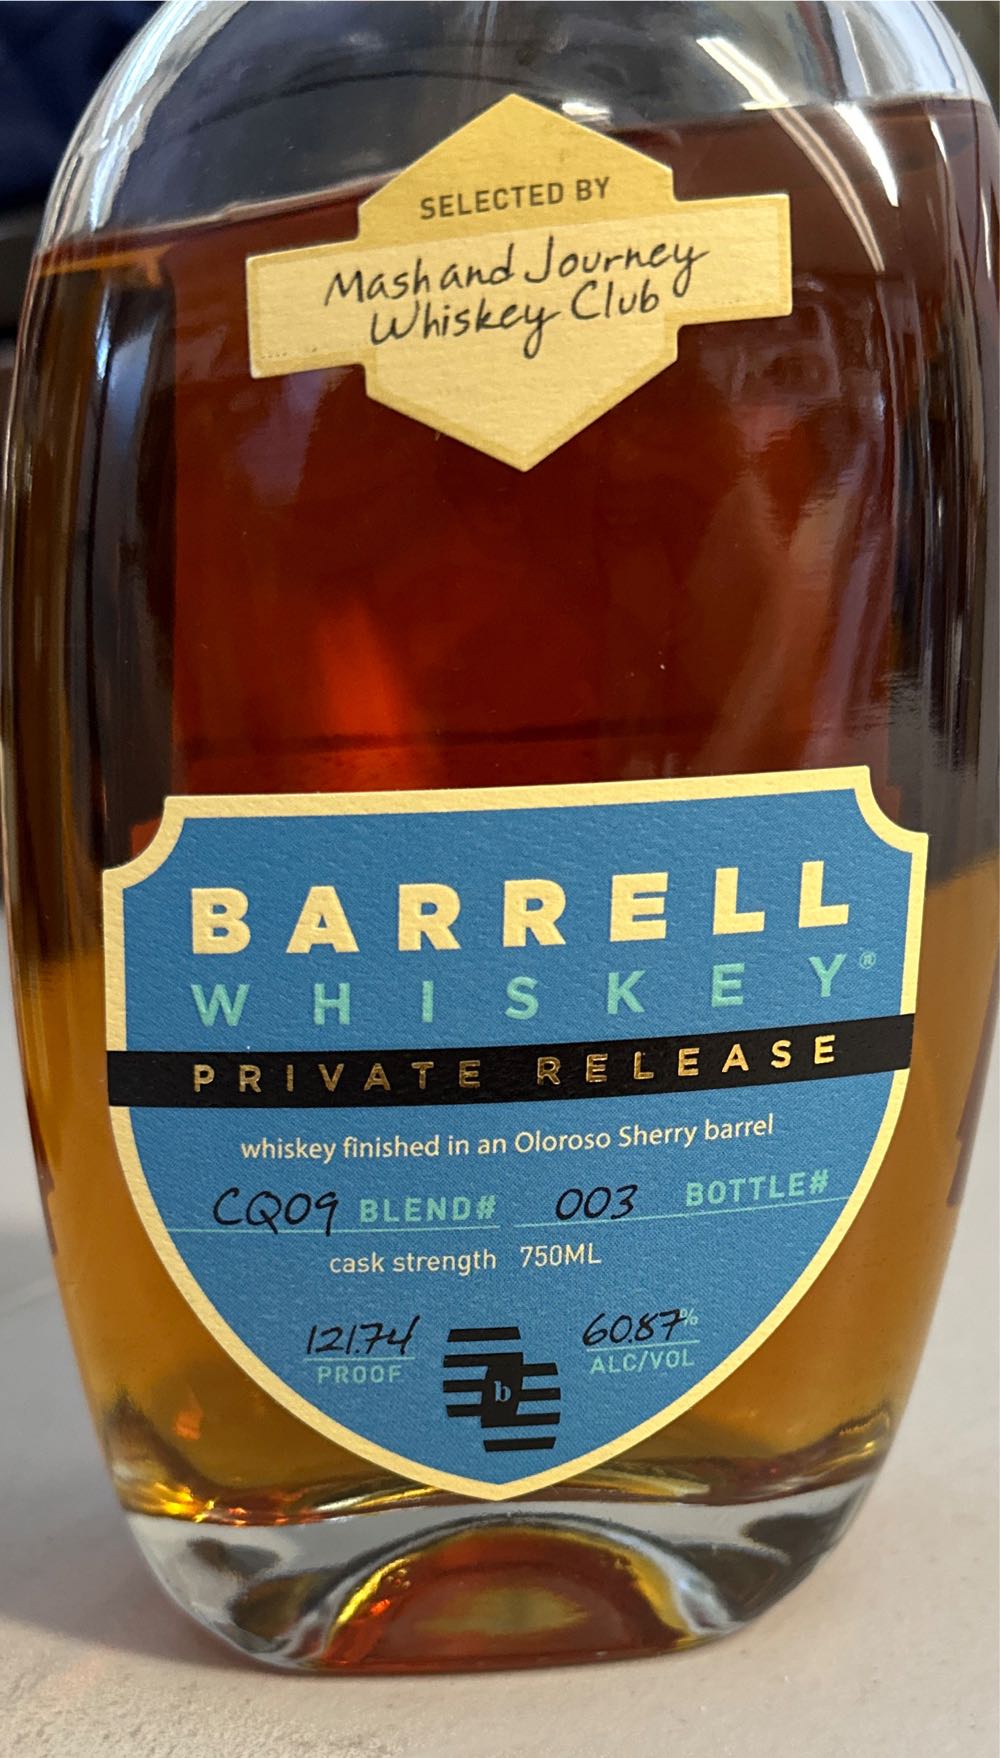 SELECTED BY
Mash and Journey
Whiskey Club
BARRELL
WHISKEY®
PRIVATE RELEASE
whiskey finished in an Oloroso Sherry barrel
CQ09 BLEND# 003 BOTTLE#
cask strength 750ML
121.74 60.87%
PROOF ALC/VOL
b